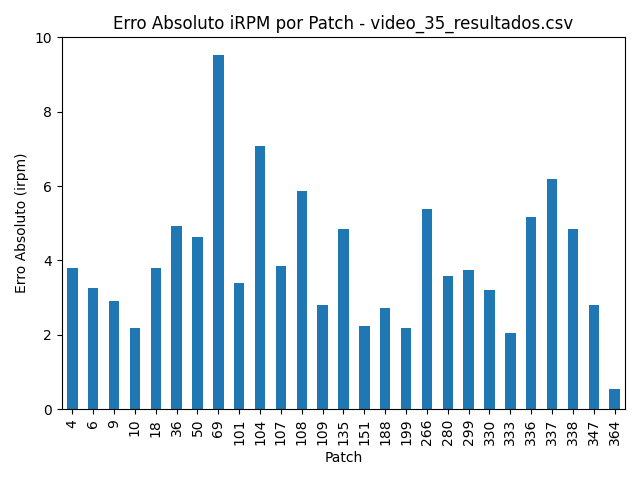 Erro Absoluto iRPM por Patch - video_35_resultados.csv
Erro Absoluto (irpm)
10
8
6
4
2
0
4 6 9 10 18 36 50 69 101 104 107 108 109 135 151 188 199 266 280 299 330 333 336 337 338 347 364
Patch